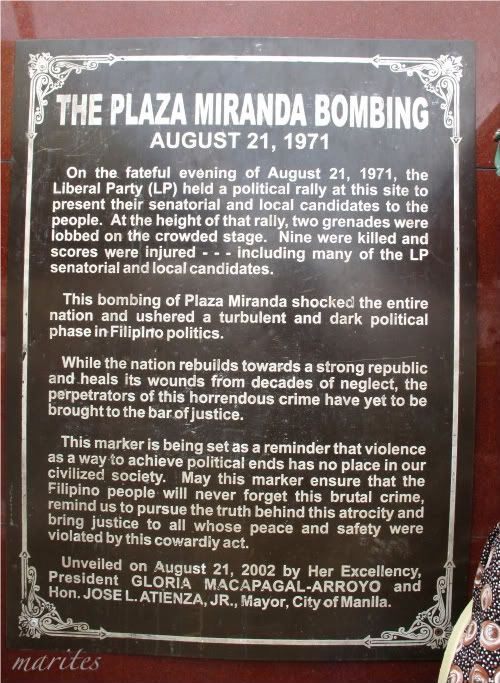 THE PLAZA MIRANDA BOMBING
AUGUST 21, 1971
On the fateful evening of August 21, 1971, the
Liberal Party (LP) held a political rally at this site to
present their senatorial and local candidates to the
people. At the height of that rally, two grenades were
lobbed on the crowded stage. Nine were killed and
scores were injured - - - including many of the LP
senatorial and local candidates.
This bombing of Plaza Miranda shocked the entire
nation and ushered a turbulent and dark political
phase in Filipino politics.
While the nation rebuilds towards a strong republic
and heals its wounds from decades of neglect, the
perpetrators of this horrendous crime have yet to be
brought to the bar of justice.
This marker is being set as a reminder that violence
as a way to achieve political ends has no place in our
civilized society. May this marker ensure that the
Filipino people will never forget this brutal crime,
remind us to pursue the truth behind this atrocity and
bring justice to all whose peace and safety were
violated by this cowardly act.
Unveiled on August 21, 2002 by Her Excellency,
President GLORIA MACAPAGAL-ARROYO and
Hon. JOSE L. ATIENZA, JR., Mayor, City of Manila.
marites